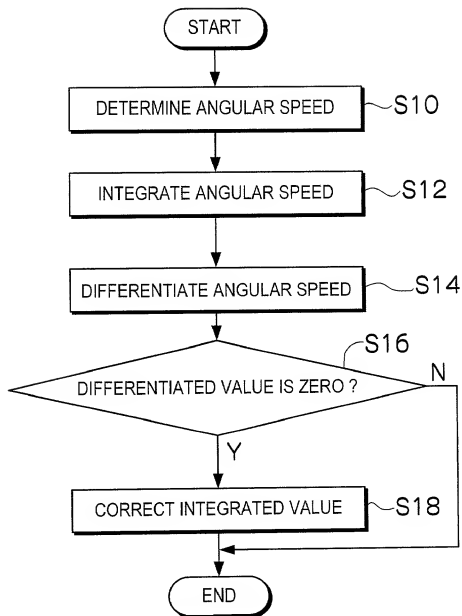 START
DETERMINE ANGULAR SPEED
S10
INTEGRATE ANGULAR SPEED
S12
DIFFERENTIATE ANGULAR SPEED
S14
S16
DIFFERENTIATED VALUE IS ZERO ?
N
Y
CORRECT INTEGRATED VALUE
S18
END